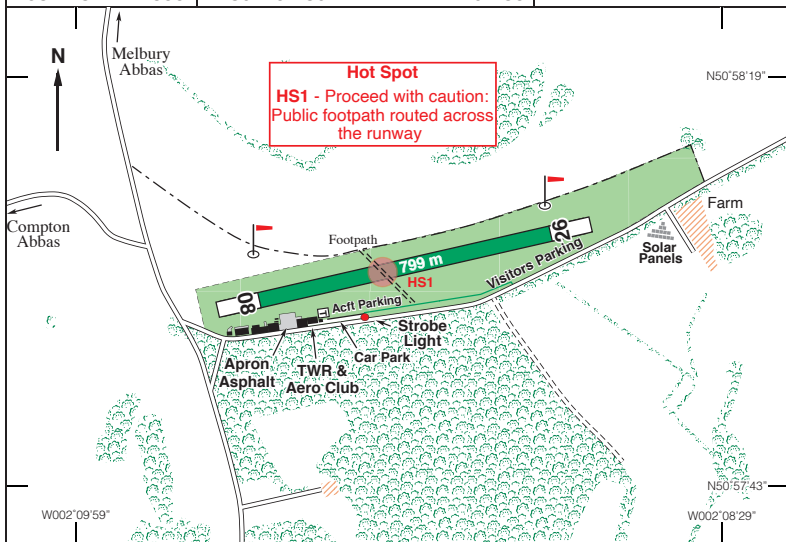 N
Melbury
Abbas
Hot Spot
HS1 - Proceed with caution:
Public footpath routed across
the runway
N50°58'19"
Compton
Abbas
Farm
Footpath
26
799 m
HS1
Visitors Parking
Solar
Panels
08
Acft Parking
Strobe
Light
Car Park
Apron
Asphalt
TWR &
Aero Club
N50°57'43"
W002°09'59"
W002°08'29"